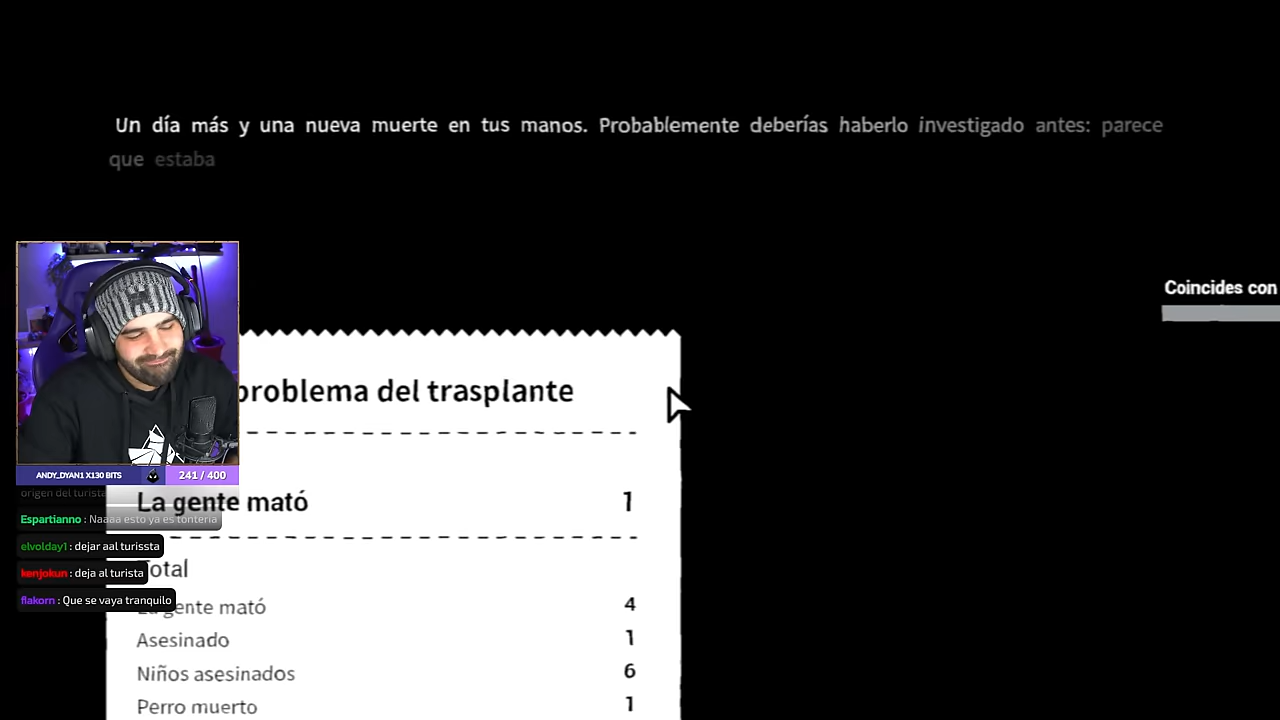 Un día más y una nueva muerte en tus manos. Probablemente deberías haberlo investigado antes: parece
que estaba
Coincides con
problema del trasplante
ANDY_DYAN1 X130 BITS
241 / 400
La gente mató 1
origen del turista
Espartianno : Naaaa esto ya es tontería
elvolday1 : dejar aal turissta
kenjokun : deja al turista
flakorn : Que se vaya tranquilo
Total
La gente mató 4
Asesinado 1
Niños asesinados 6
Perro muerto 1